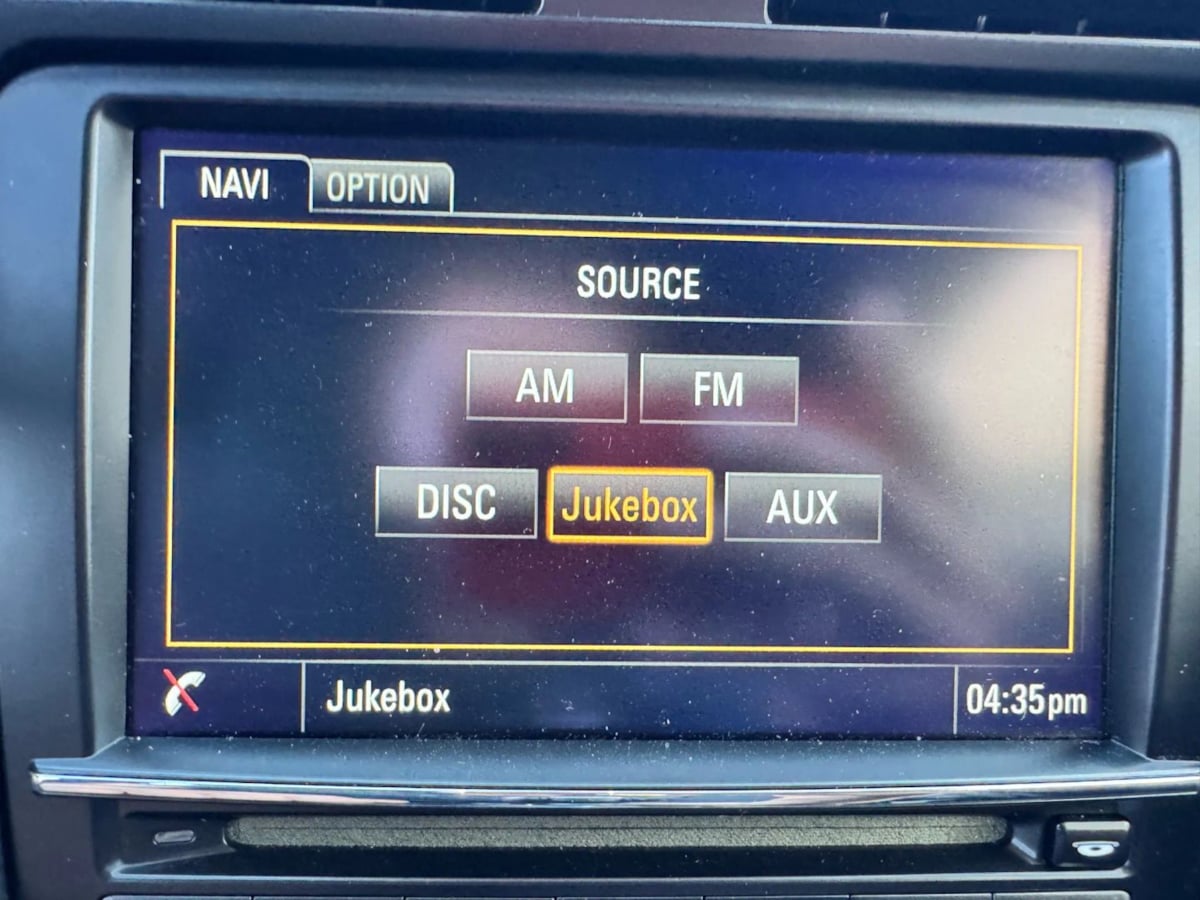 NAVI OPTION
SOURCE
AM FM
DISC Jukebox AUX
Jukebox 04:35pm